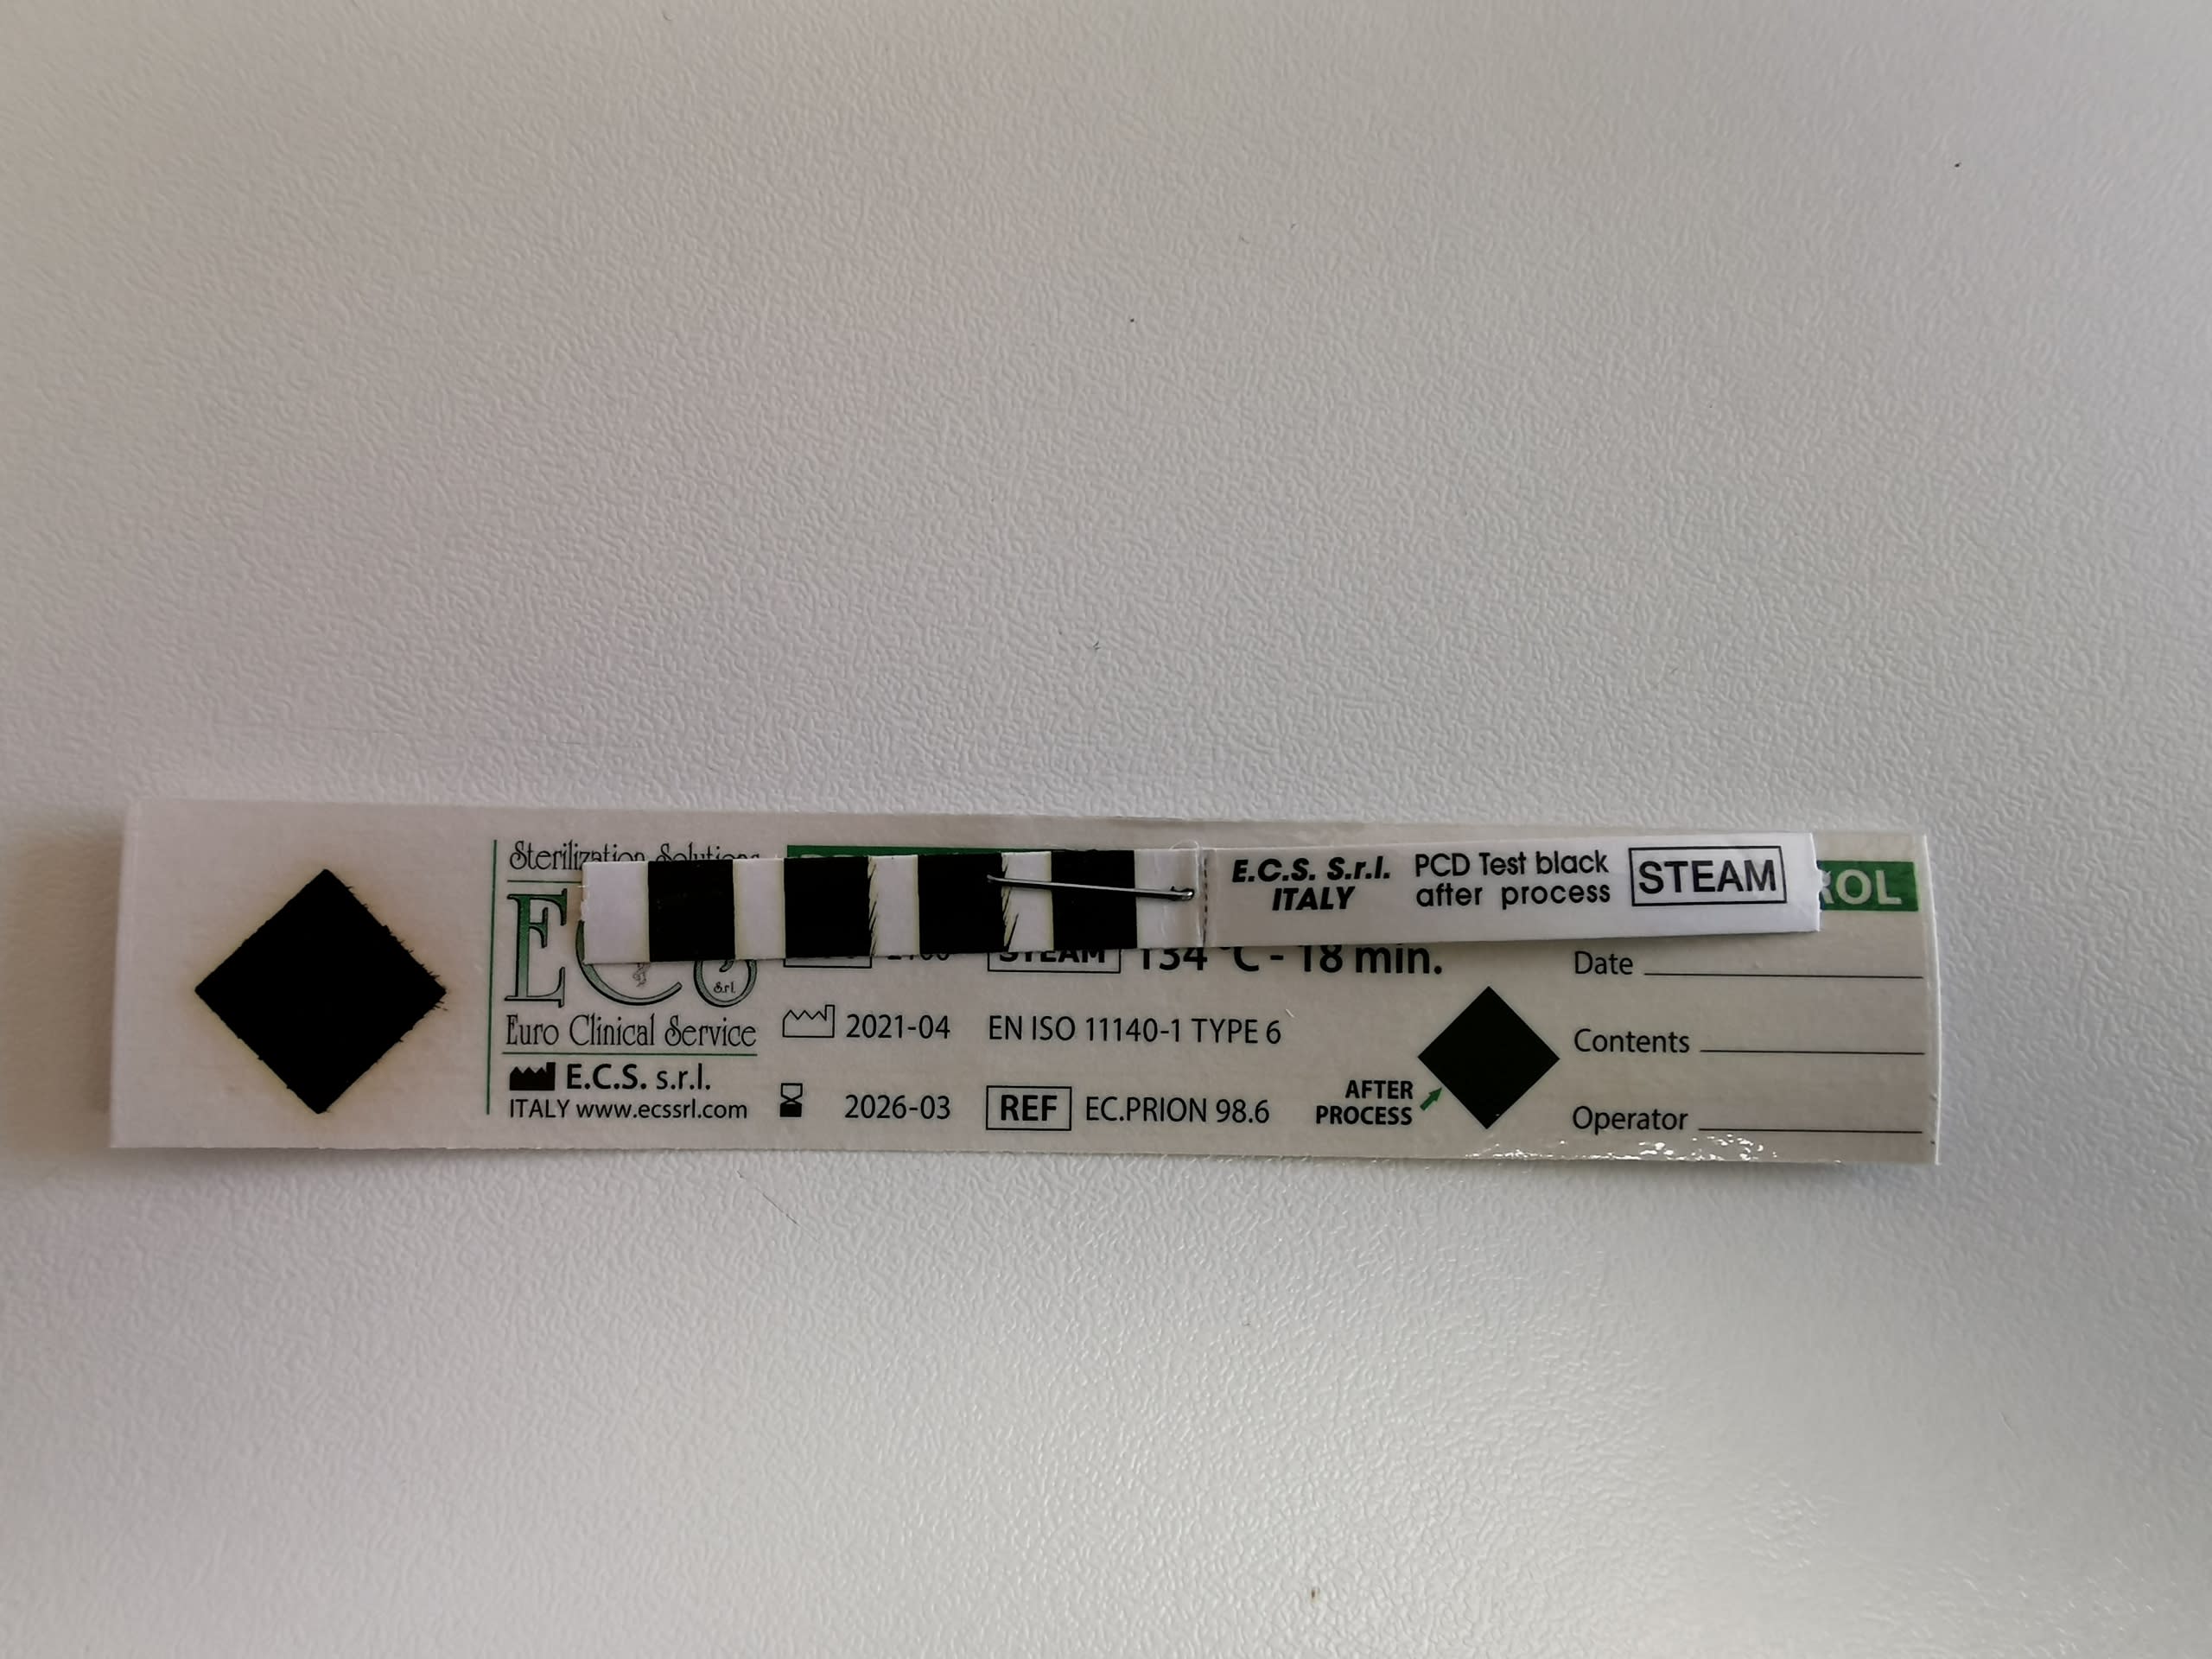 Sterilization Solutions
S.r.l.
Euro Clinical Service
E.C.S. s.r.l.
ITALY www.ecssrl.com
STEAM 134 °C - 18 min.
2021-04 EN ISO 11140-1 TYPE 6
2026-03 REF EC.PRION 98.6
AFTER
PROCESS
E.C.S. S.r.l.
ITALY
PCD Test black
after process
STEAM
ROL
Date
Contents
Operator